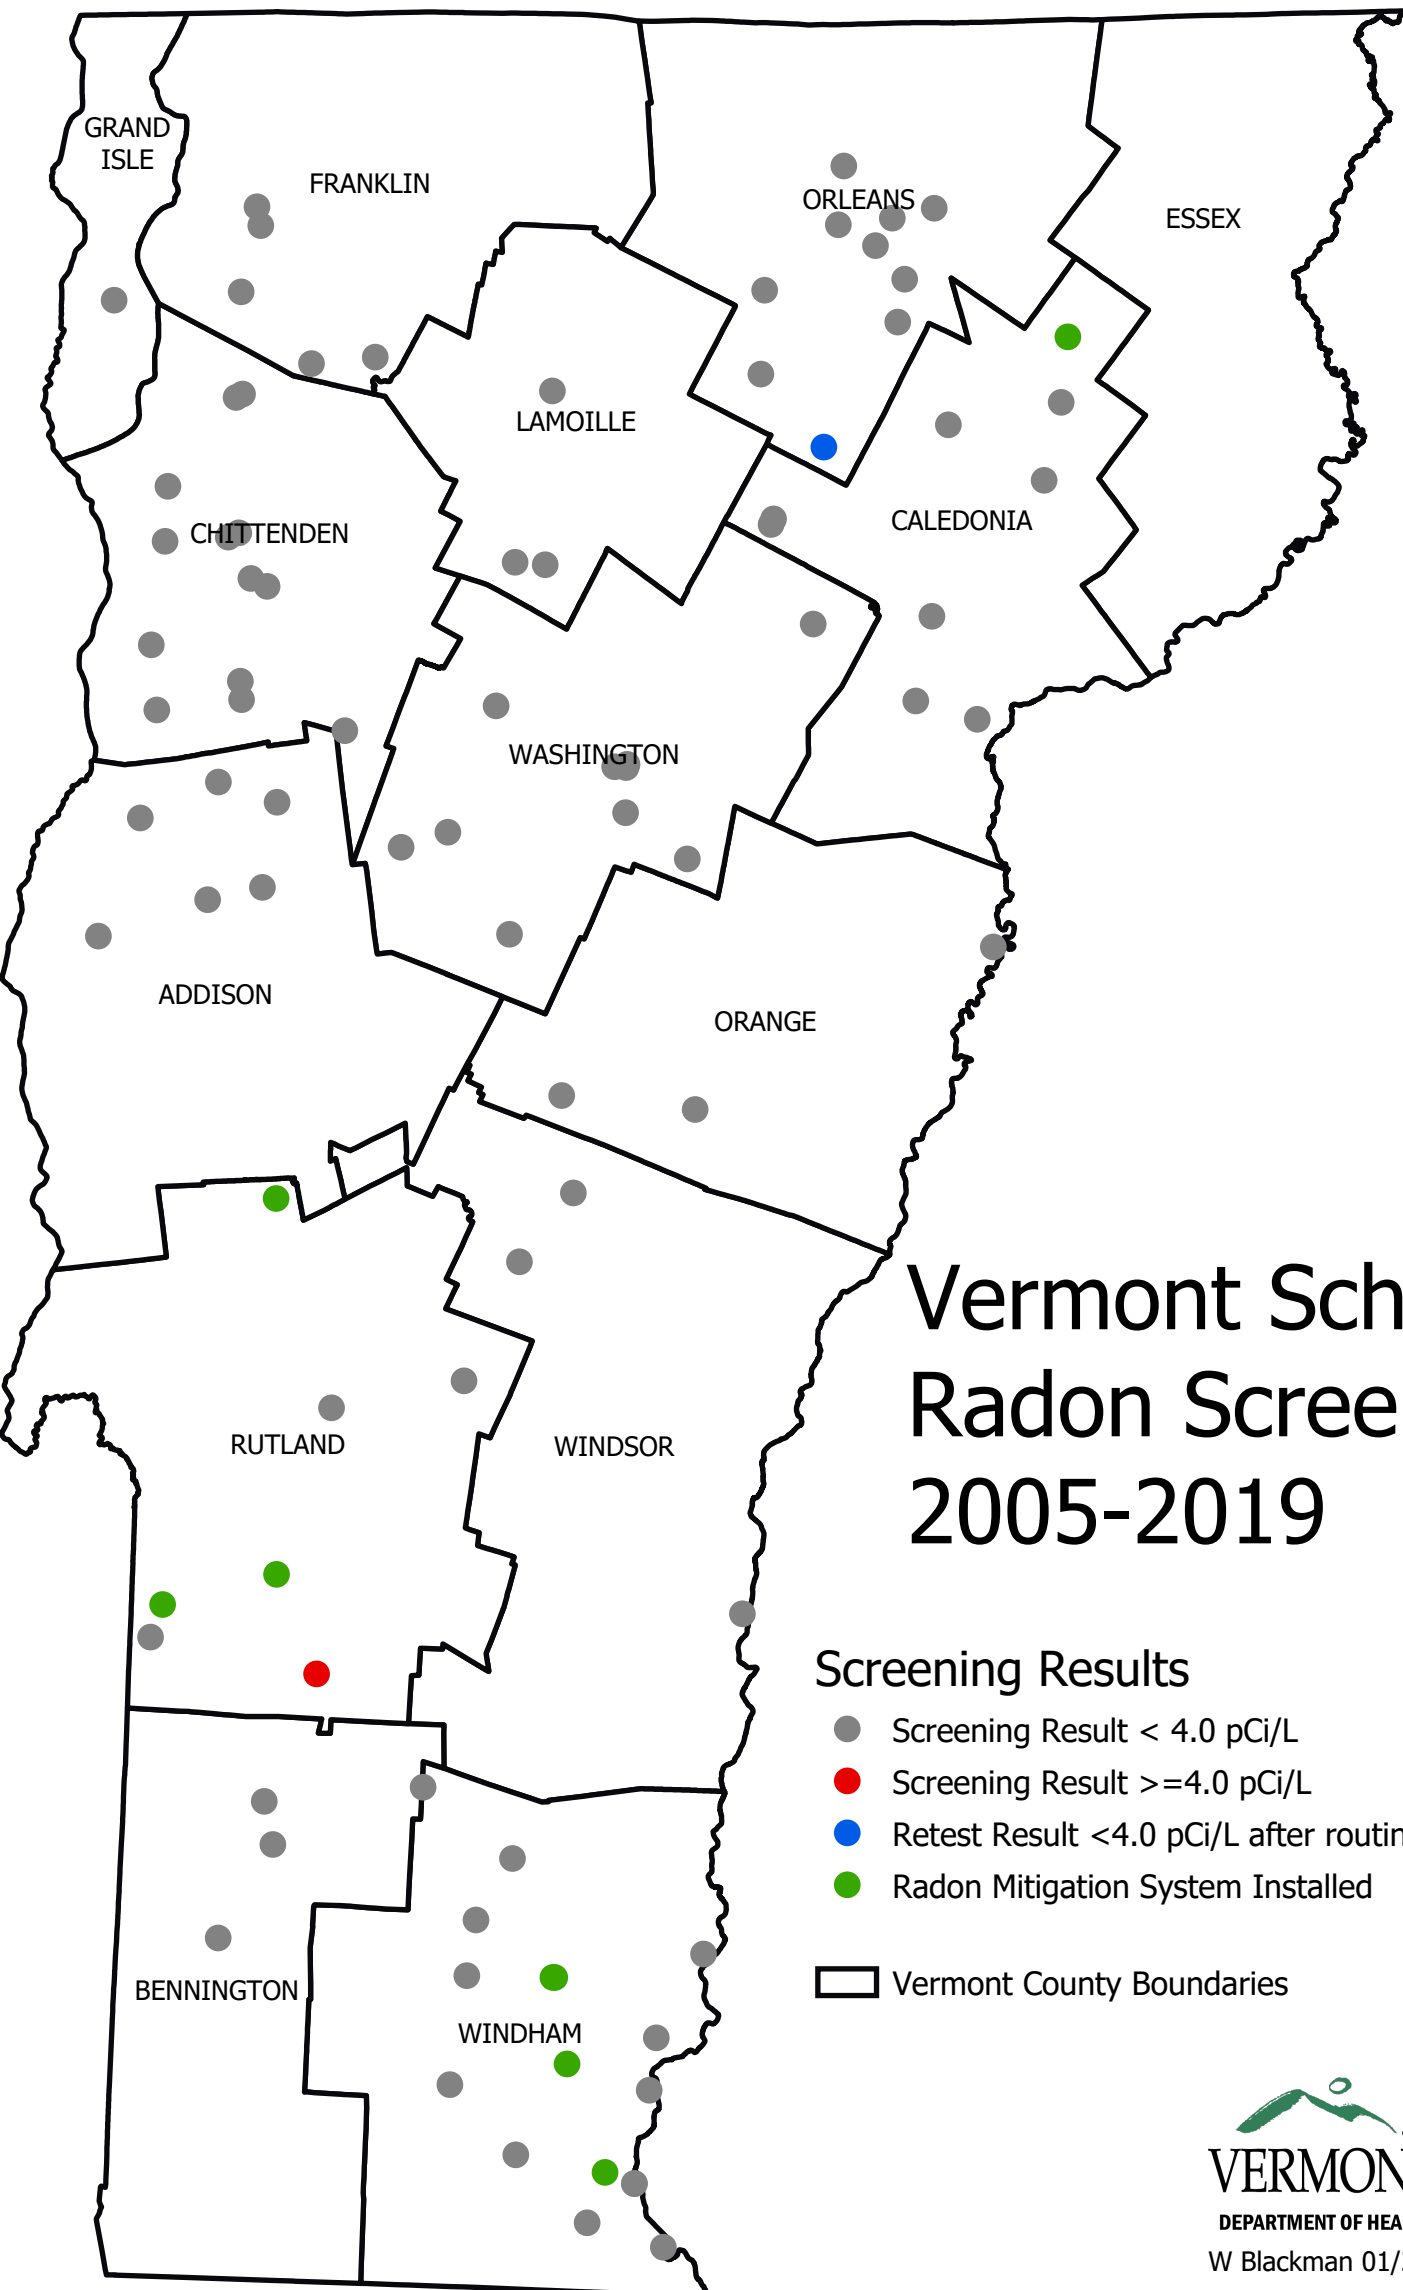 GRAND
ISLE
FRANKLIN
ORLEANS
ESSEX
LAMOILLE
CHITTENDEN
CALEDONIA
WASHINGTON
ADDISON
ORANGE
RUTLAND
WINDSOR
BENNINGTON
WINDHAM
Vermont Sch
Radon Scree
2005-2019
Screening Results
Screening Result < 4.0 pCi/L
Screening Result >=4.0 pCi/L
Retest Result <4.0 pCi/L after routin
Radon Mitigation System Installed
Vermont County Boundaries
VERMON
DEPARTMENT OF HEA
W Blackman 01/